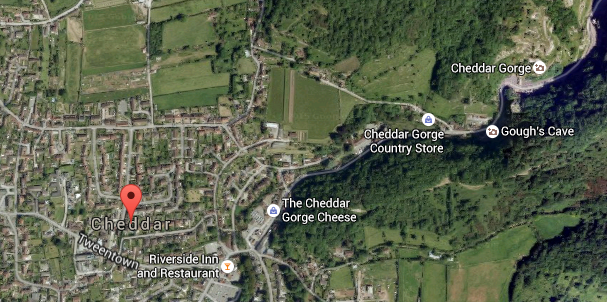 Cheddar Gorge
Cheddar Gorge
Country Store
Gough's Cave
The Cheddar
Gorge Cheese
Cheddar
Tweentown
Riverside Inn
and Restaurant